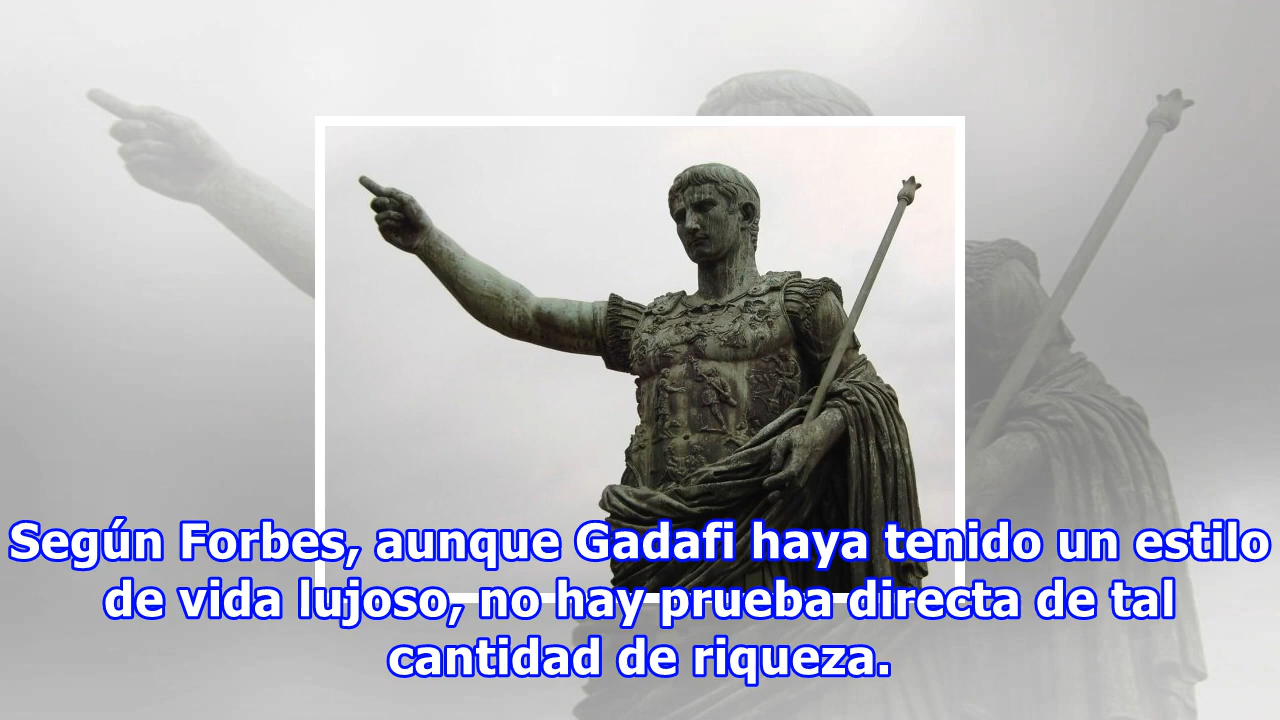 Según Forbes, aunque Gadafi haya tenido un estilo
de vida lujoso, no hay prueba directa de tal
cantidad de riqueza.